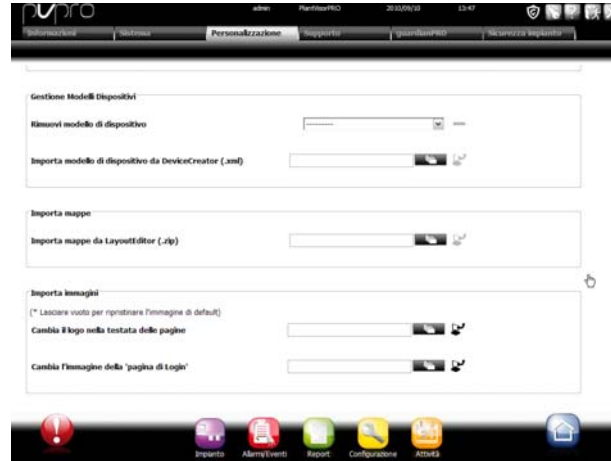 pvpro
admin PlantVisorPRO 2010/09/10 13:47
Informazioni Sistema Personalizzazione Supporto guardianPRO Sicurezza impianto
Gestione Modelli Dispositivi
Rimuovi modello di dispositivo ---------
Importa modello di dispositivo da DeviceCreator (.xml)
Importa mappe
Importa mappe da LayoutEditor (.zip)
Importa immagini
(* Lasciare vuoto per ripristinare l'immagine di default)
Cambia il logo nella testata delle pagine
Cambia l'immagine della 'pagina di Login'
Impianto Allarmi/Eventi Report Configurazione Attività